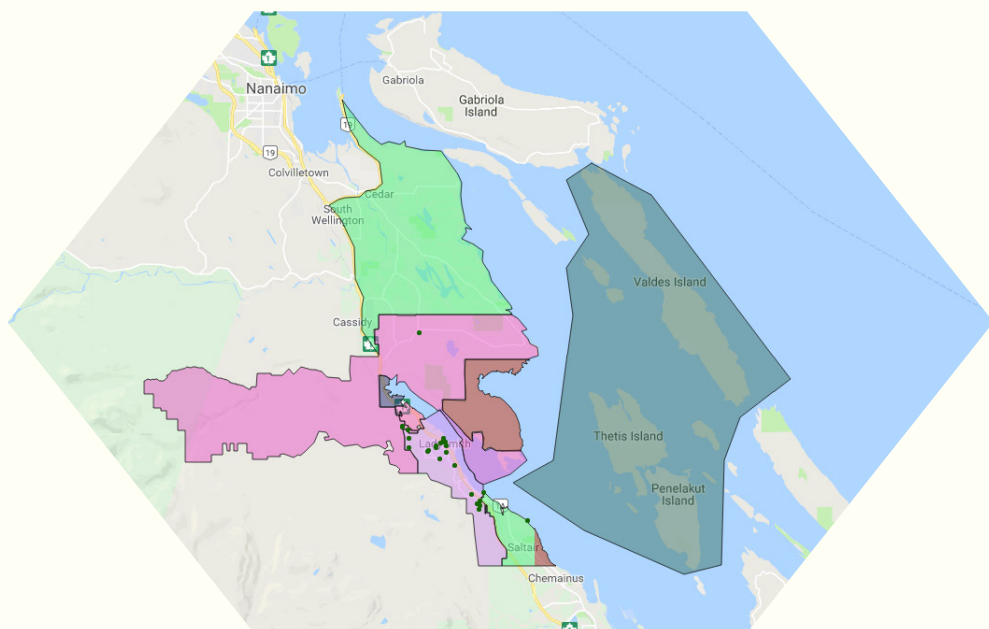 1
Nanaimo
Gabriola
Gabriola
Island
19
19
Colvilletown
Cedar
South
Wellington
Valdes Island
Cassidy
Thetis Island
Penelakut
Island
Saltair
Chemainus